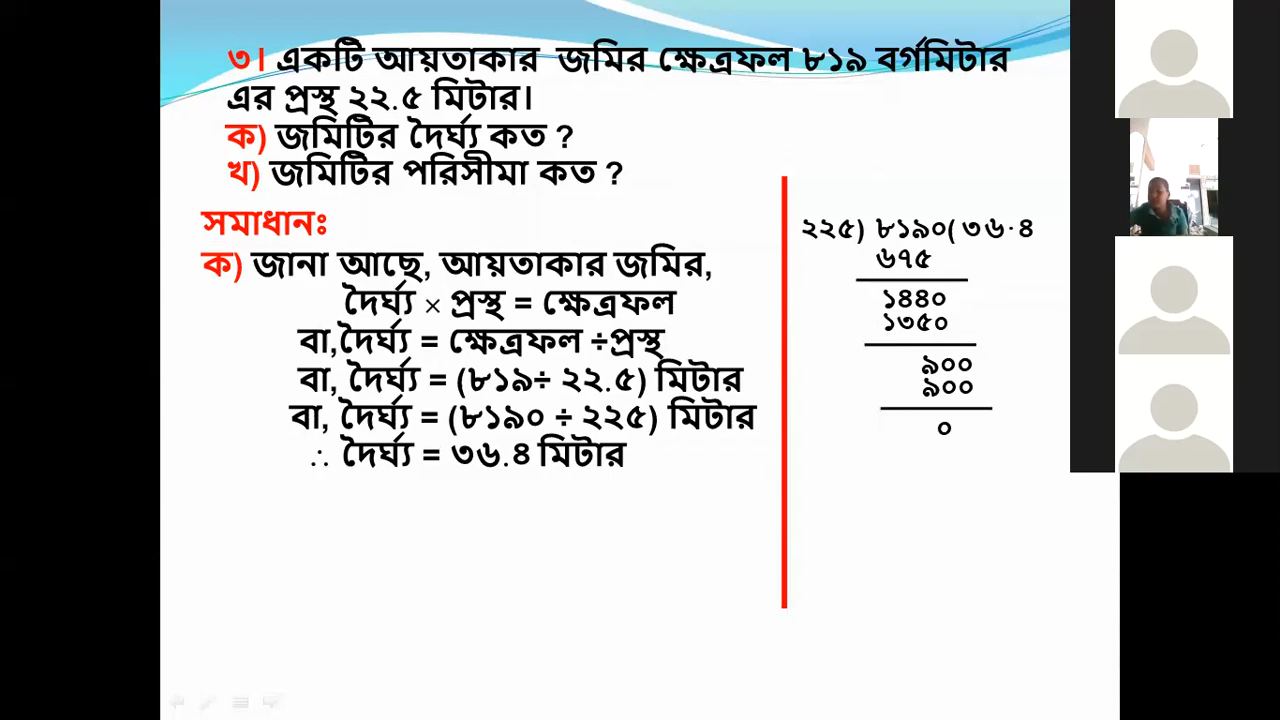 ৩। একটি আয়তাকার জমির ক্ষেত্রফল ৮১৯ বর্গমিটার
এর প্রস্থ ২২.৫ মিটার।
ক) জমিটির দৈর্ঘ্য কত ?
খ) জমিটির পরিসীমা কত ?
সমাধানঃ
ক) জানা আছে, আয়তাকার জমির,
দৈর্ঘ্য × প্রস্থ = ক্ষেত্রফল
বা,দৈর্ঘ্য = ক্ষেত্রফল ÷প্রস্থ
বা, দৈর্ঘ্য = (৮১৯÷ ২২.৫) মিটার
বা, দৈর্ঘ্য = (৮১৯০ ÷ ২২৫) মিটার
∴ দৈর্ঘ্য = ৩৬.৪ মিটার
২২৫) ৮১৯০( ৩৬·৪
৬৭৫
১৪৪০
১৩৫০
৯০০
৯০০
০